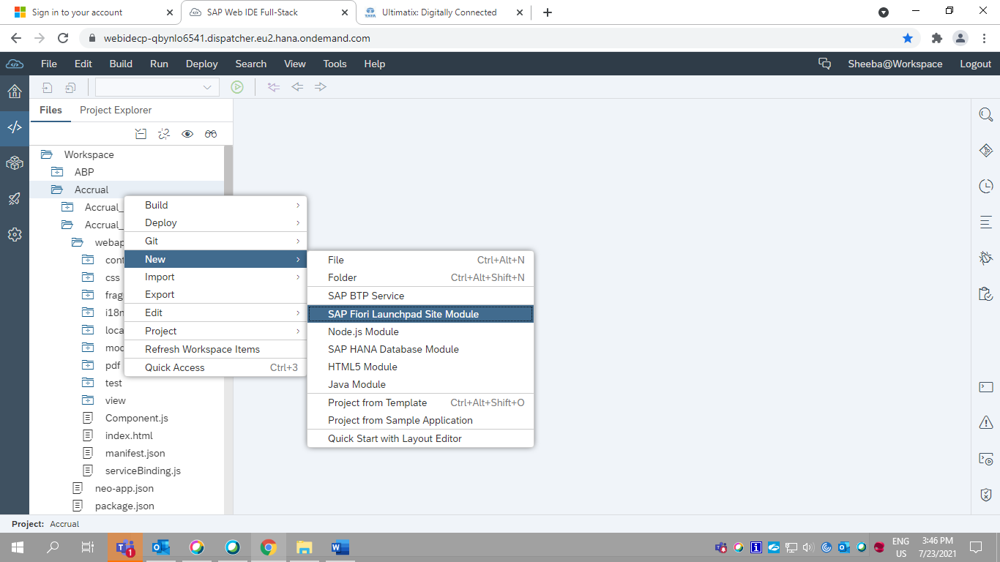 Sign in to your account
SAP Web IDE Full-Stack
Ultimatix: Digitally Connected
webidecp-qbynlo6541.dispatcher.eu2.hana.ondemand.com
File Edit Build Run Deploy Search View Tools Help
Sheeba@Workspace Logout
Files Project Explorer
Workspace
ABP
Accrual
Accrual_
Accrual_
webap
cont
css
frag
i18n
loca
mod
pdf
test
view
Component.js
index.html
manifest.json
serviceBinding.js
neo-app.json
package.json
Build
Deploy
Git
New
Import
Export
Edit
Project
Refresh Workspace Items
Quick Access Ctrl+3
File Ctrl+Alt+N
Folder Ctrl+Alt+Shift+N
SAP BTP Service
SAP Fiori Launchpad Site Module
Node.js Module
SAP HANA Database Module
HTML5 Module
Java Module
Project from Template Ctrl+Alt+Shift+O
Project from Sample Application
Quick Start with Layout Editor
Project: Accrual
1
ENG
US
3:46 PM
7/23/2021